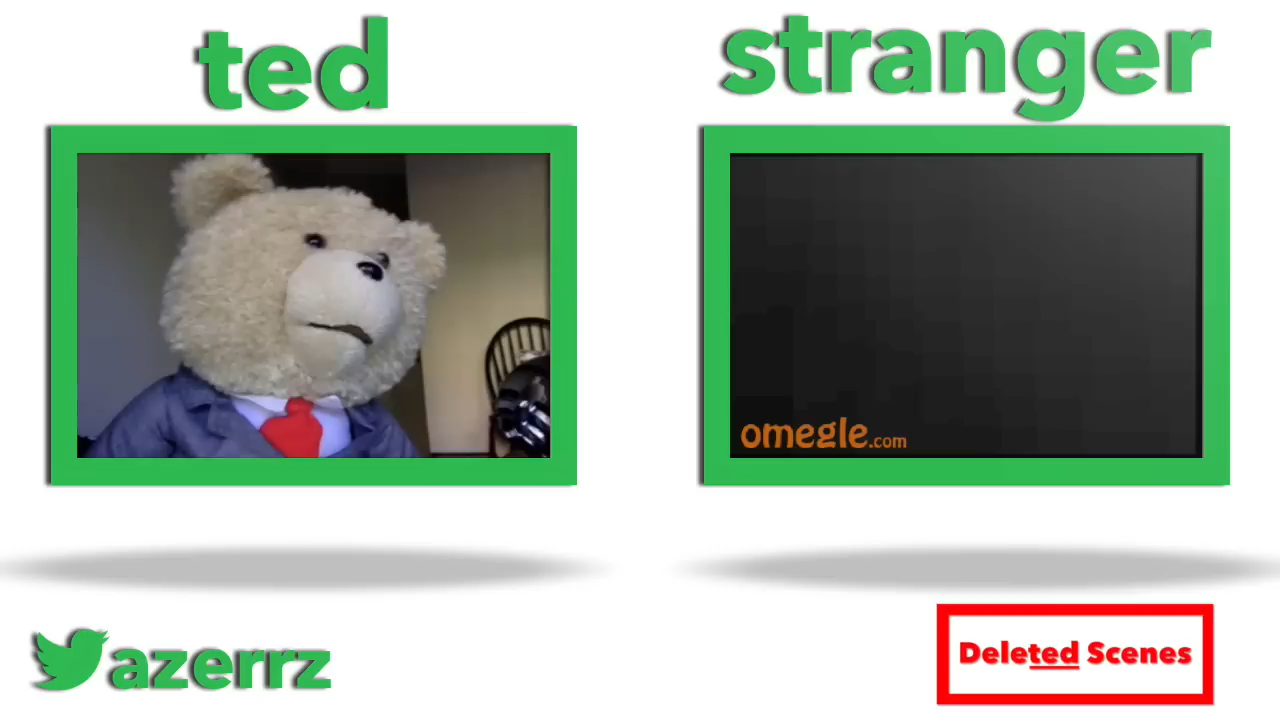 ted
stranger
omegle.com
azerrz
Deleted Scenes